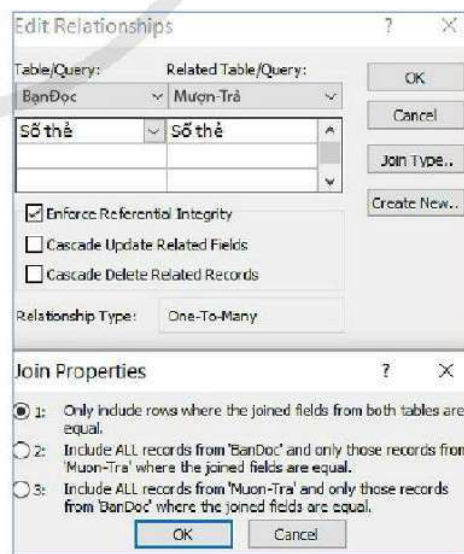 Edit Relationships ? ×
Table/Query: Related Table/Query:
BạnĐọc Mượn-Trả
Số thẻ Số thẻ
OK
Cancel
Join Type..
Create New..
Enforce Referential Integrity
Cascade Update Related Fields
Cascade Delete Related Records
Relationship Type: One-To-Many
Join Properties ? ×
1: Only include rows where the joined fields from both tables are
equal.
2: Include ALL records from 'BanDoc' and only those records from
'Muon-Tra' where the joined fields are equal.
3: Include ALL records from 'Muon-Tra' and only those records
from 'BanDoc' where the joined fields are equal.
OK Cancel